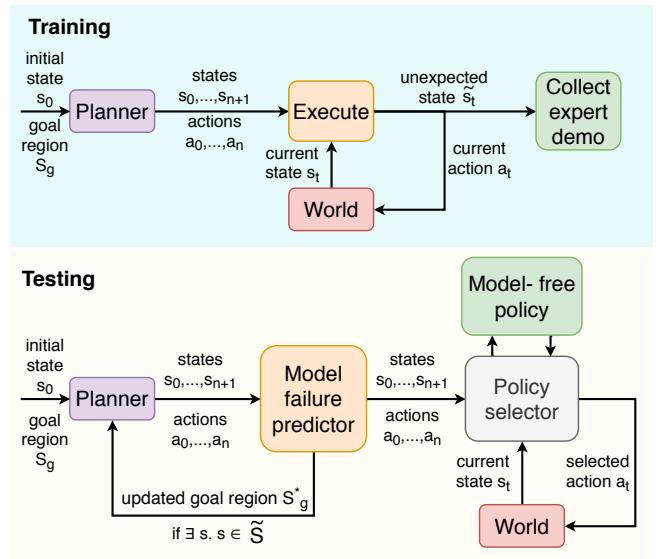 Training
initial
state
s₀
goal
region
S_g
Planner
states
s₀,...,sₙ₊₁
actions
a₀,...,aₙ
Execute
unexpected
state s̃ₜ
Collect
expert
demo
current
state sₜ
current
action aₜ
World
Testing
initial
state
s₀
goal
region
S_g
Planner
states
s₀,...,sₙ₊₁
actions
a₀,...,aₙ
Model
failure
predictor
states
s₀,...,sₙ₊₁
actions
a₀,...,aₙ
Model- free
policy
Policy
selector
updated goal region S*_g
if ∃ s. s ∈ S̃
current
state sₜ
selected
action aₜ
World